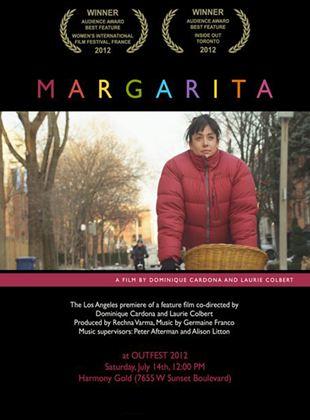 WINNER
AUDIENCE AWARD
BEST FEATURE
WOMEN'S INTERNATIONAL
FILM FESTIVAL, FRANCE
2012
WINNER
AUDIENCE AWARD
BEST FEATURE
INSIDE OUT
TORONTO
2012
MARGARITA
A FILM BY DOMINIQUE CARDONA AND LAURIE COLBERT
The Los Angeles premiere of a feature film co-directed by
Dominique Cardona and Laurie Colbert
Produced by Rechna Varma, Music by Germaine Franco
Music supervisors: Peter Afterman and Alison Litton
at OUTFEST 2012
Saturday, July 14th, 12:00 PM
Harmony Gold (7655 W Sunset Boulevard)